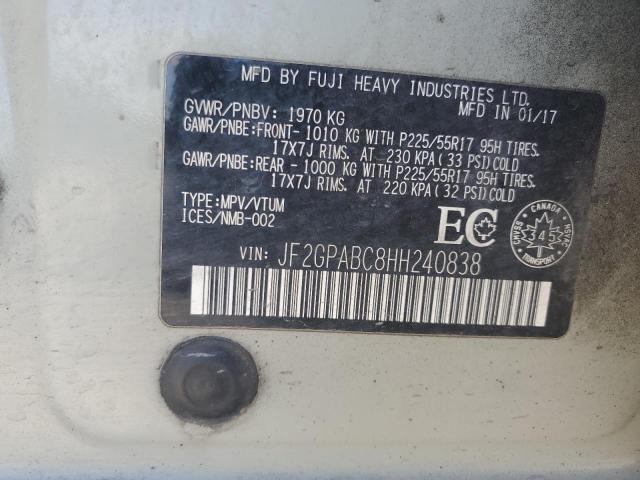 MFD BY FUJI HEAVY INDUSTRIES LTD.
MFD IN 01/17
GVWR/PNBV: 1970 KG
GAWR/PNBE: FRONT- 1010 KG WITH P225/55R17 95H TIRES.
17X7J RIMS. AT 230 KPA (33 PSI) COLD
GAWR/PNBE: REAR - 1000 KG WITH P225/55R17 95H TIRES.
17X7J RIMS. AT 220 KPA (32 PSI) COLD
TYPE: MPV/VTUM
ICES/NMB-002
EC
CANADA
CMVSS 345 NSVAC
TRANSPORT
VIN: JF2GPABC8HH240838